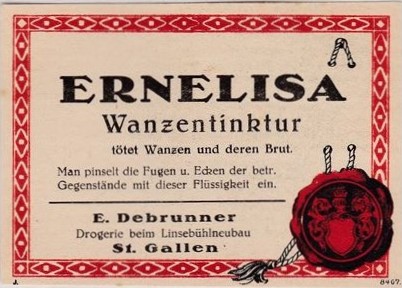 ERNELISA
Wanzentinktur
tötet Wanzen und deren Brut.
Man pinselt die Fugen u. Ecken der betr.
Gegenstände mit dieser Flüssigkeit ein.
E. Debrunner
Drogerie beim Linsebühlneubau
St. Gallen
J.
8467.